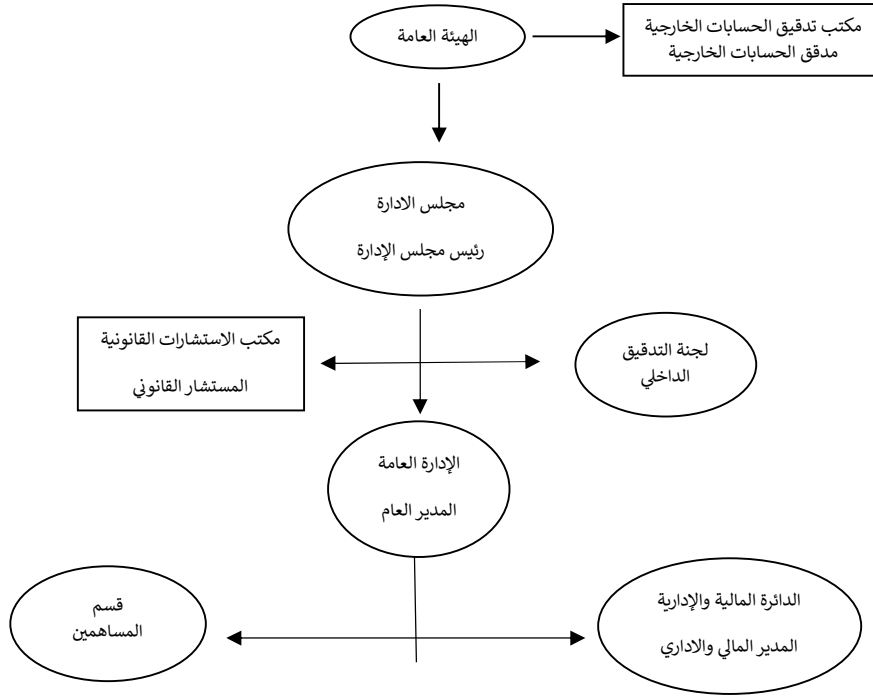 الهيئة العامة
مكتب تدقيق الحسابات الخارجية
مدقق الحسابات الخارجية
مجلس الادارة
رئيس مجلس الإدارة
لجنة التدقيق
الداخلي
مكتب الاستشارات القانونية
المستشار القانوني
الإدارة العامة
المدير العام
الدائرة المالية والإدارية
المدير المالي والاداري
قسم
المساهمين